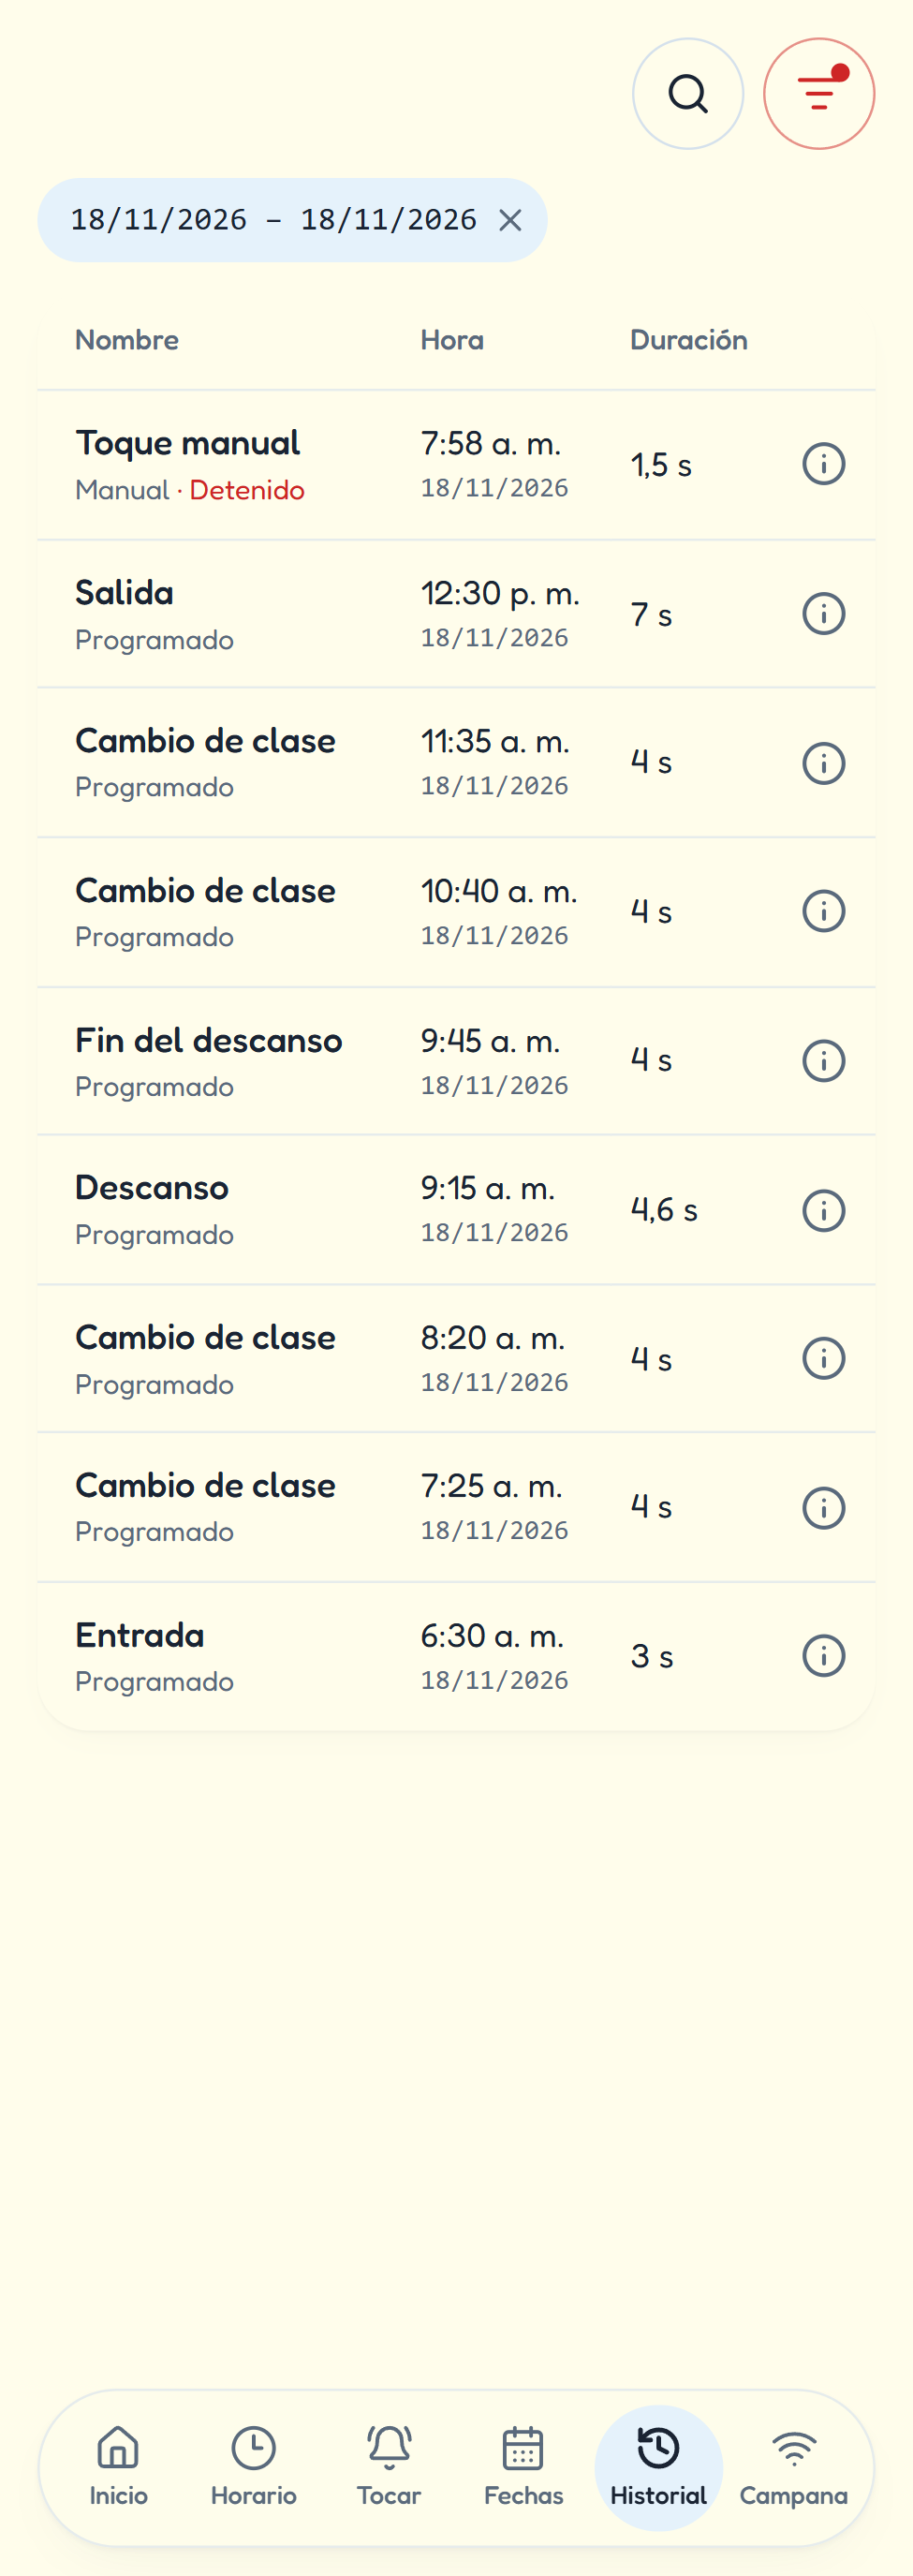 18/11/2026 – 18/11/2026
Nombre Hora Duración
Toque manual 7:58 a. m. 1,5 s
Manual · Detenido 18/11/2026
Salida 12:30 p. m. 7 s
Programado 18/11/2026
Cambio de clase 11:35 a. m. 4 s
Programado 18/11/2026
Cambio de clase 10:40 a. m. 4 s
Programado 18/11/2026
Fin del descanso 9:45 a. m. 4 s
Programado 18/11/2026
Descanso 9:15 a. m. 4,6 s
Programado 18/11/2026
Cambio de clase 8:20 a. m. 4 s
Programado 18/11/2026
Cambio de clase 7:25 a. m. 4 s
Programado 18/11/2026
Entrada 6:30 a. m. 3 s
Programado 18/11/2026
Inicio Horario Tocar Fechas Historial Campana